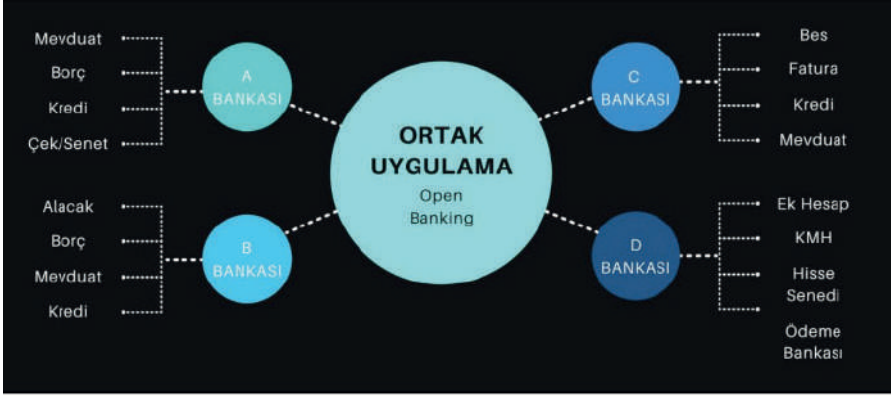 Mevduat
Borç
Kredi
Çek/Senet
A
BANKASI
Alacak
Borç
Mevduat
Kredi
B
BANKASI
ORTAK
UYGULAMA
Open
Banking
C
BANKASI
Bes
Fatura
Kredi
Mevduat
D
BANKASI
Ek Hesap
KMH
Hisse
Senedi
Ödeme
Bankası